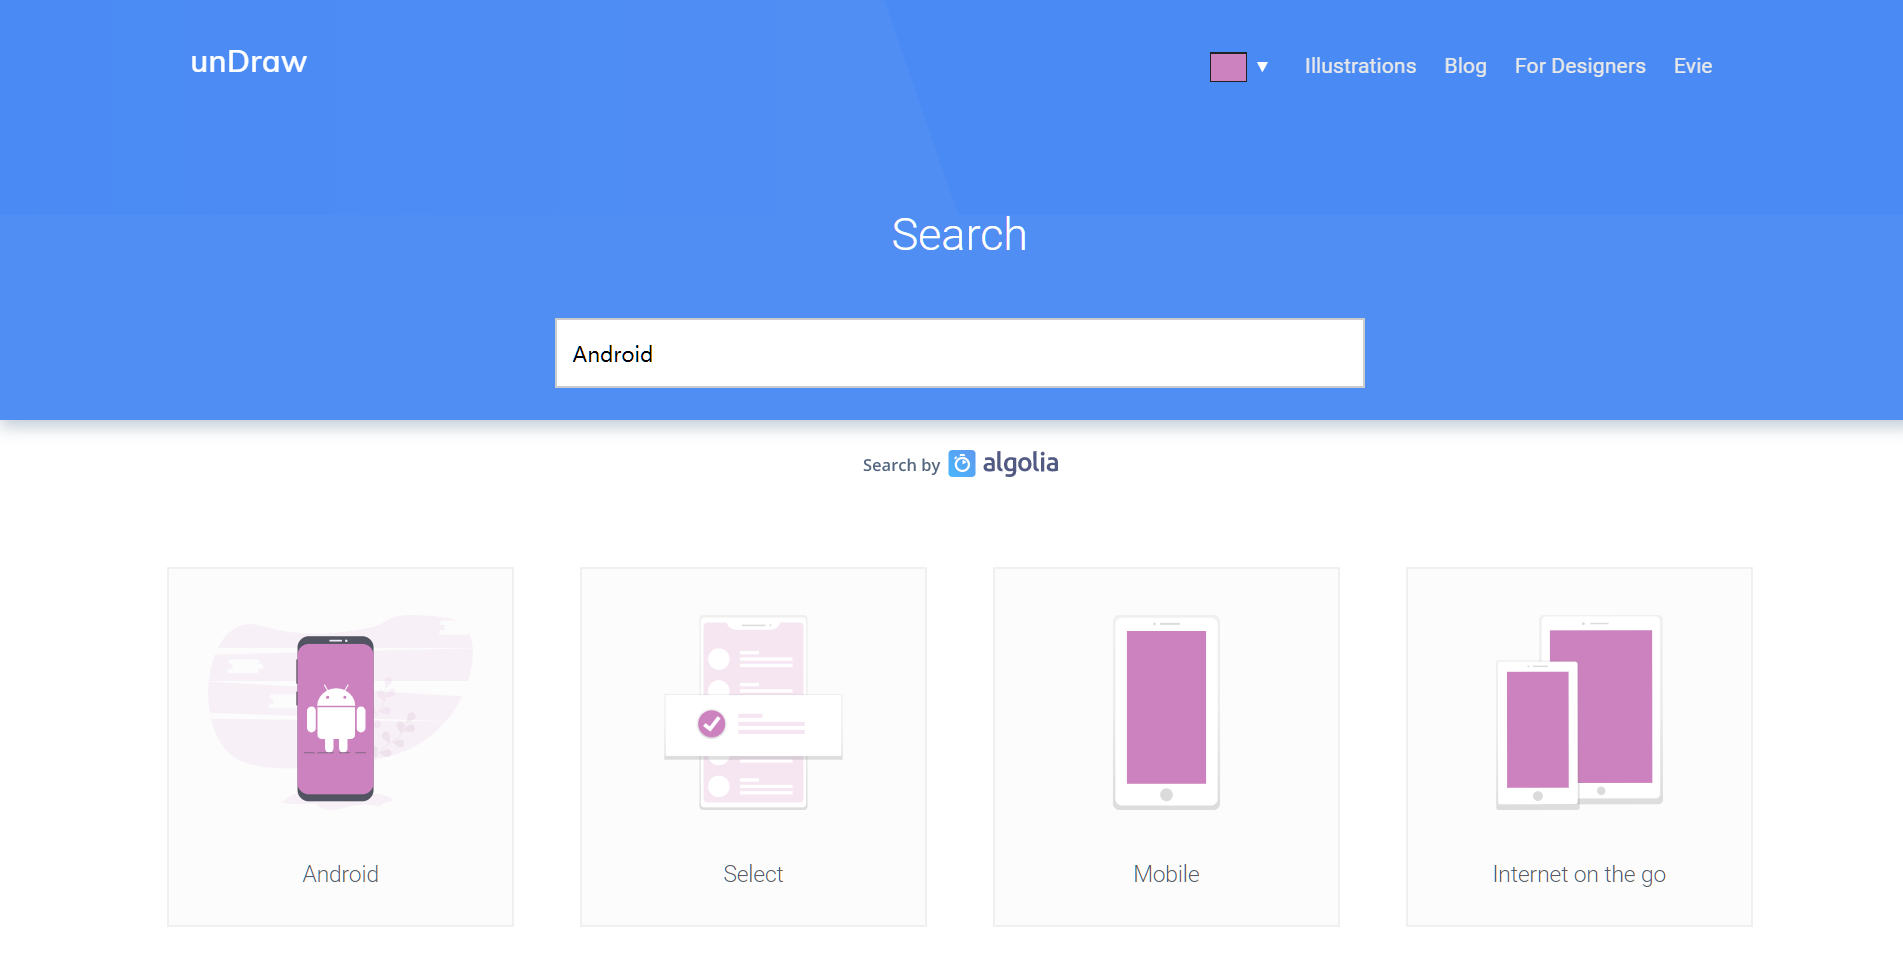 unDraw
Illustrations Blog For Designers Evie
Search
Android
Search by algolia
Android
Select
Mobile
Internet on the go